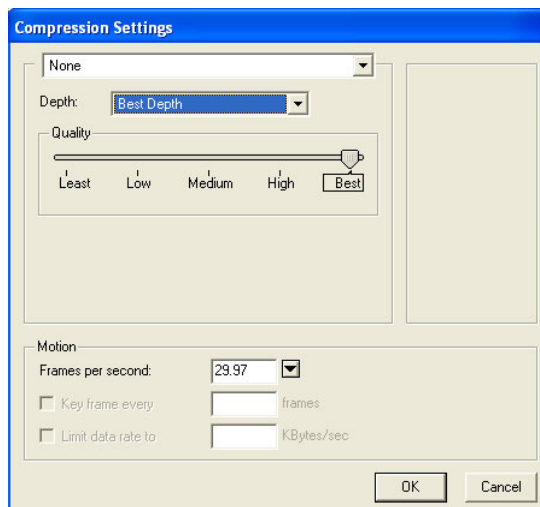 Compression Settings
None
Depth: Best Depth
Quality
Least Low Medium High Best
Motion
Frames per second: 29.97
Key frame every frames
Limit data rate to KBytes/sec
OK Cancel